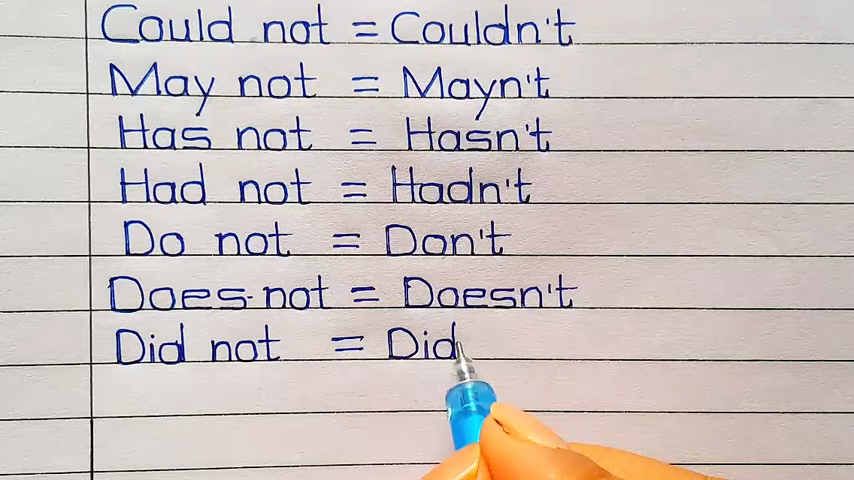 Could not = Couldn't
May not = Mayn't
Has not = Hasn't
Had not = Hadn't
Do not = Don't
Does not = Doesn't
Did not = Did